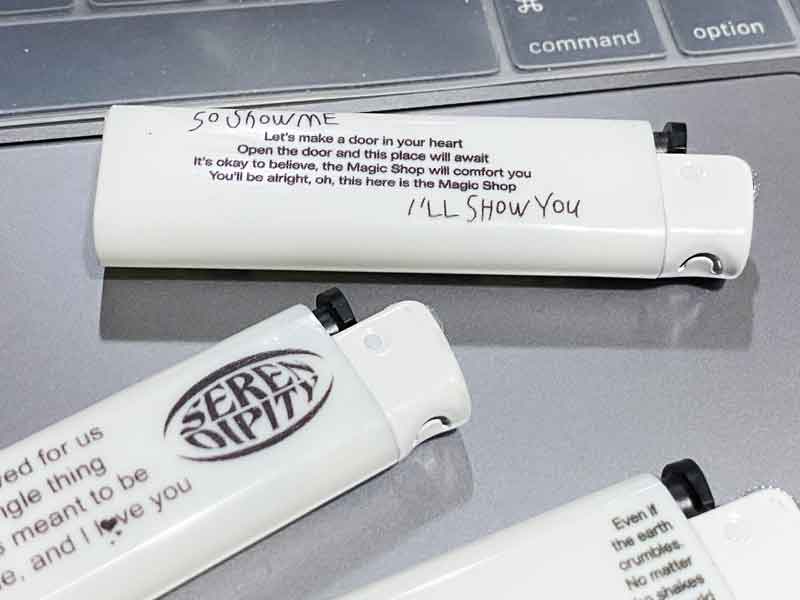 ⌘
command
option
SO SHOW ME
Let's make a door in your heart
Open the door and this place will await
It's okay to believe, the Magic Shop will comfort you
You'll be alright, oh, this here is the Magic Shop
I'LL SHOW YOU
SEREN
DIPITY
ved for us
ngle thing
s meant to be
e, and I love you
Even if
the earth
crumbles.
No matter
shakes